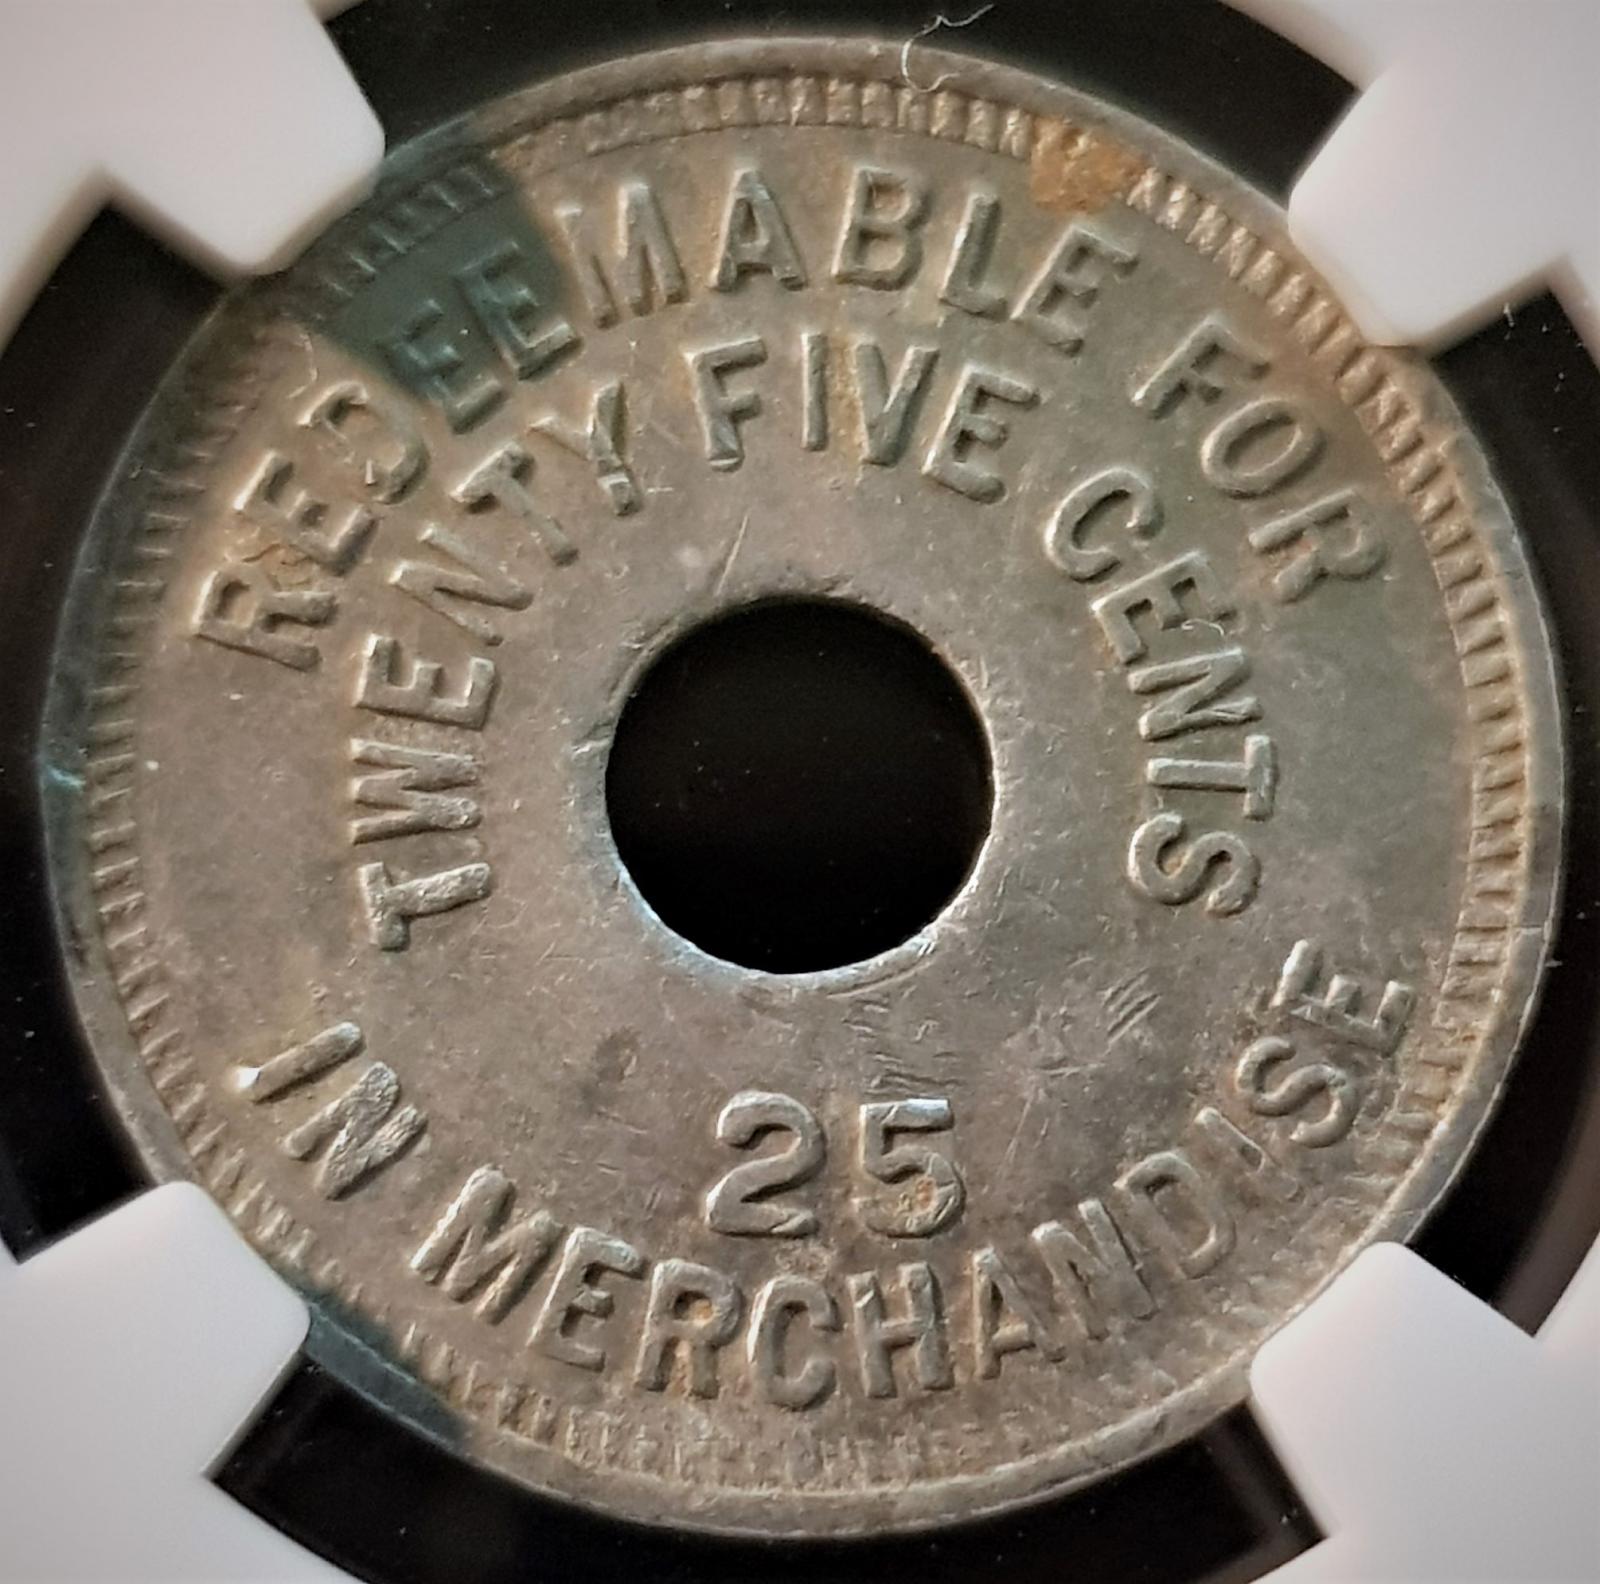 REDEEMABLE FOR
TWENTY FIVE CENTS
25
IN MERCHANDISE